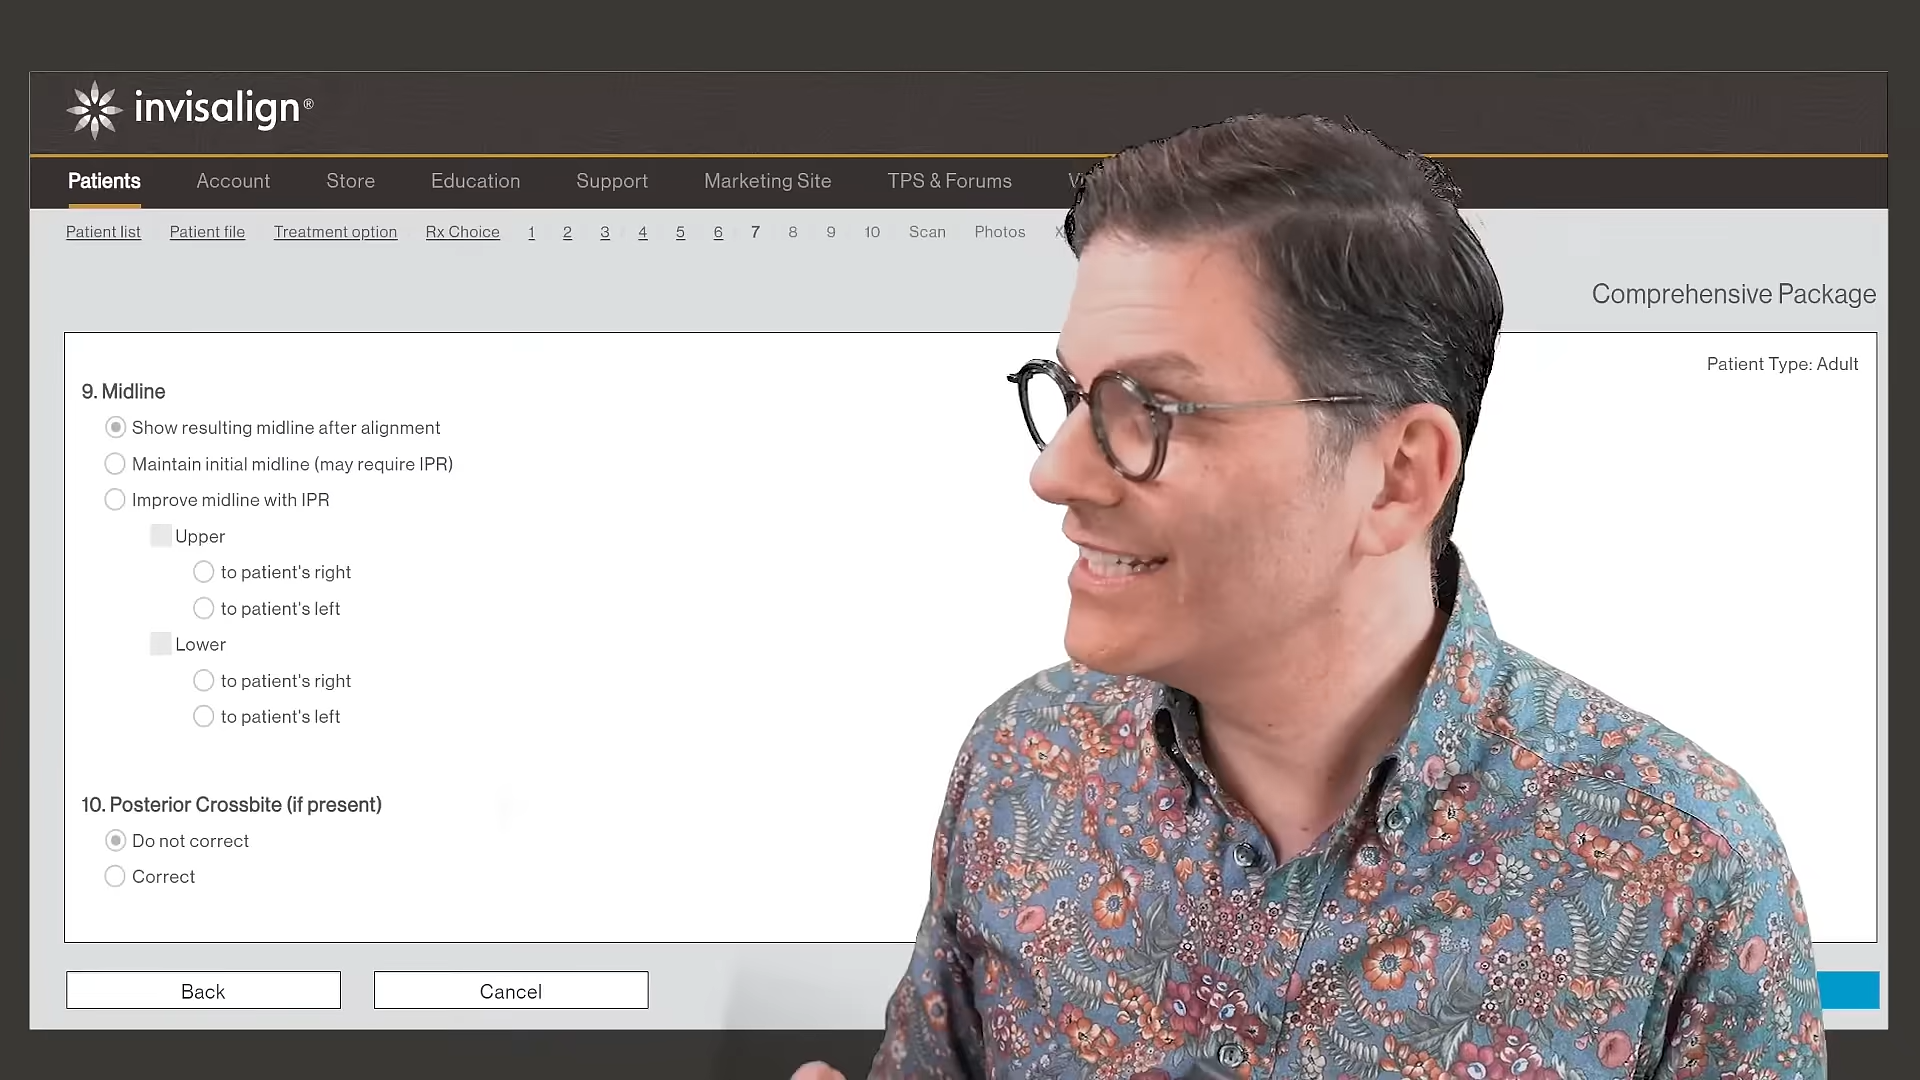 invisalign®
Patients Account Store Education Support Marketing Site TPS & Forums
Patient list Patient file Treatment option Rx Choice 1 2 3 4 5 6 7 8 9 10 Scan Photos
Comprehensive Package
Patient Type: Adult
9. Midline
Show resulting midline after alignment
Maintain initial midline (may require IPR)
Improve midline with IPR
Upper
to patient's right
to patient's left
Lower
to patient's right
to patient's left
10. Posterior Crossbite (if present)
Do not correct
Correct
Back Cancel